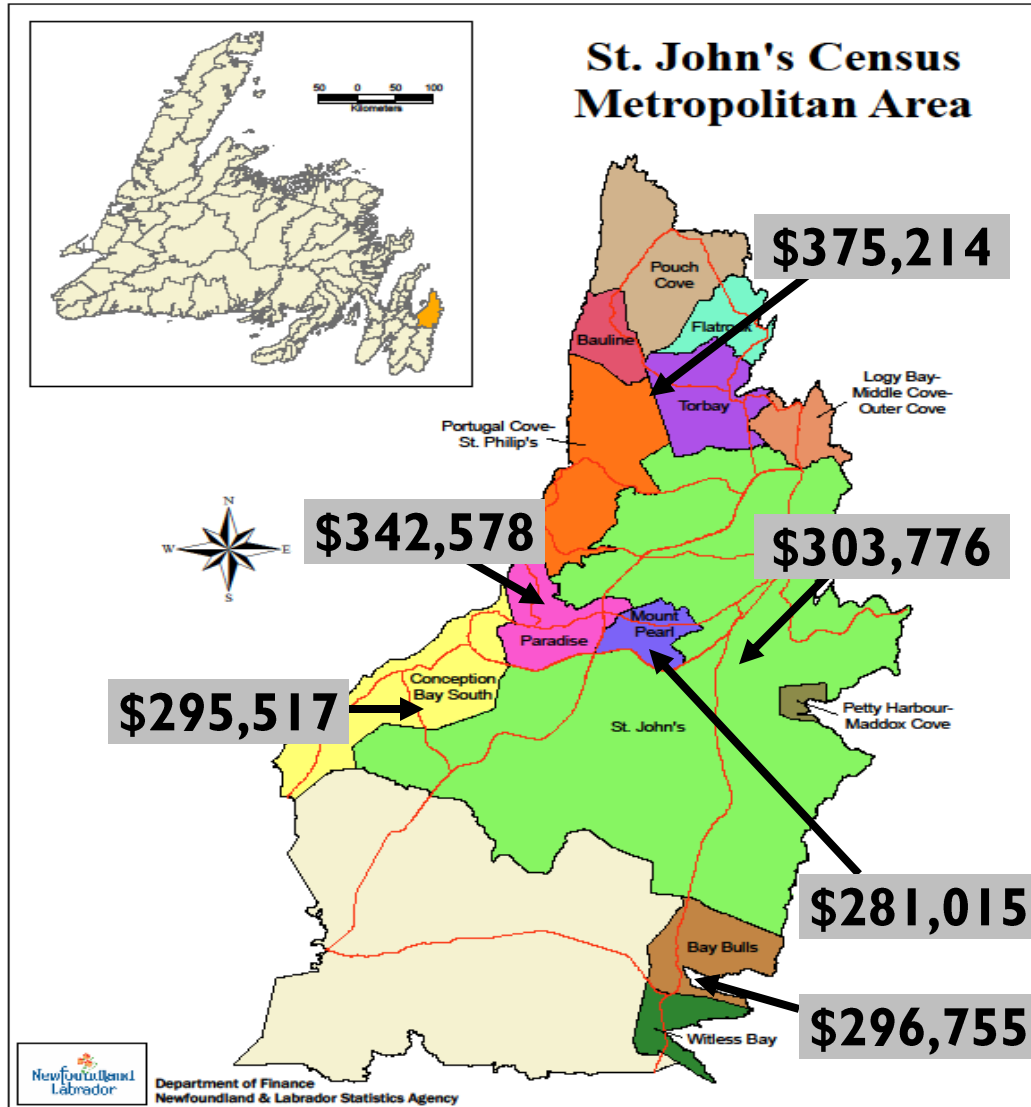 St. John's Census
Metropolitan Area
50 0 50 100
Kilometers
$375,214
Pouch
Cove
Flatrock
Bauline
Logy Bay-
Middle Cove-
Outer Cove
Torbay
Portugal Cove-
St. Philip's
N
W E
S
$342,578
$303,776
Mount
Pearl
Paradise
Conception
Bay South
$295,517
Petty Harbour-
Maddox Cove
St. John's
$281,015
Bay Bulls
$296,755
Witless Bay
Newfoundland
Labrador
Department of Finance
Newfoundland & Labrador Statistics Agency